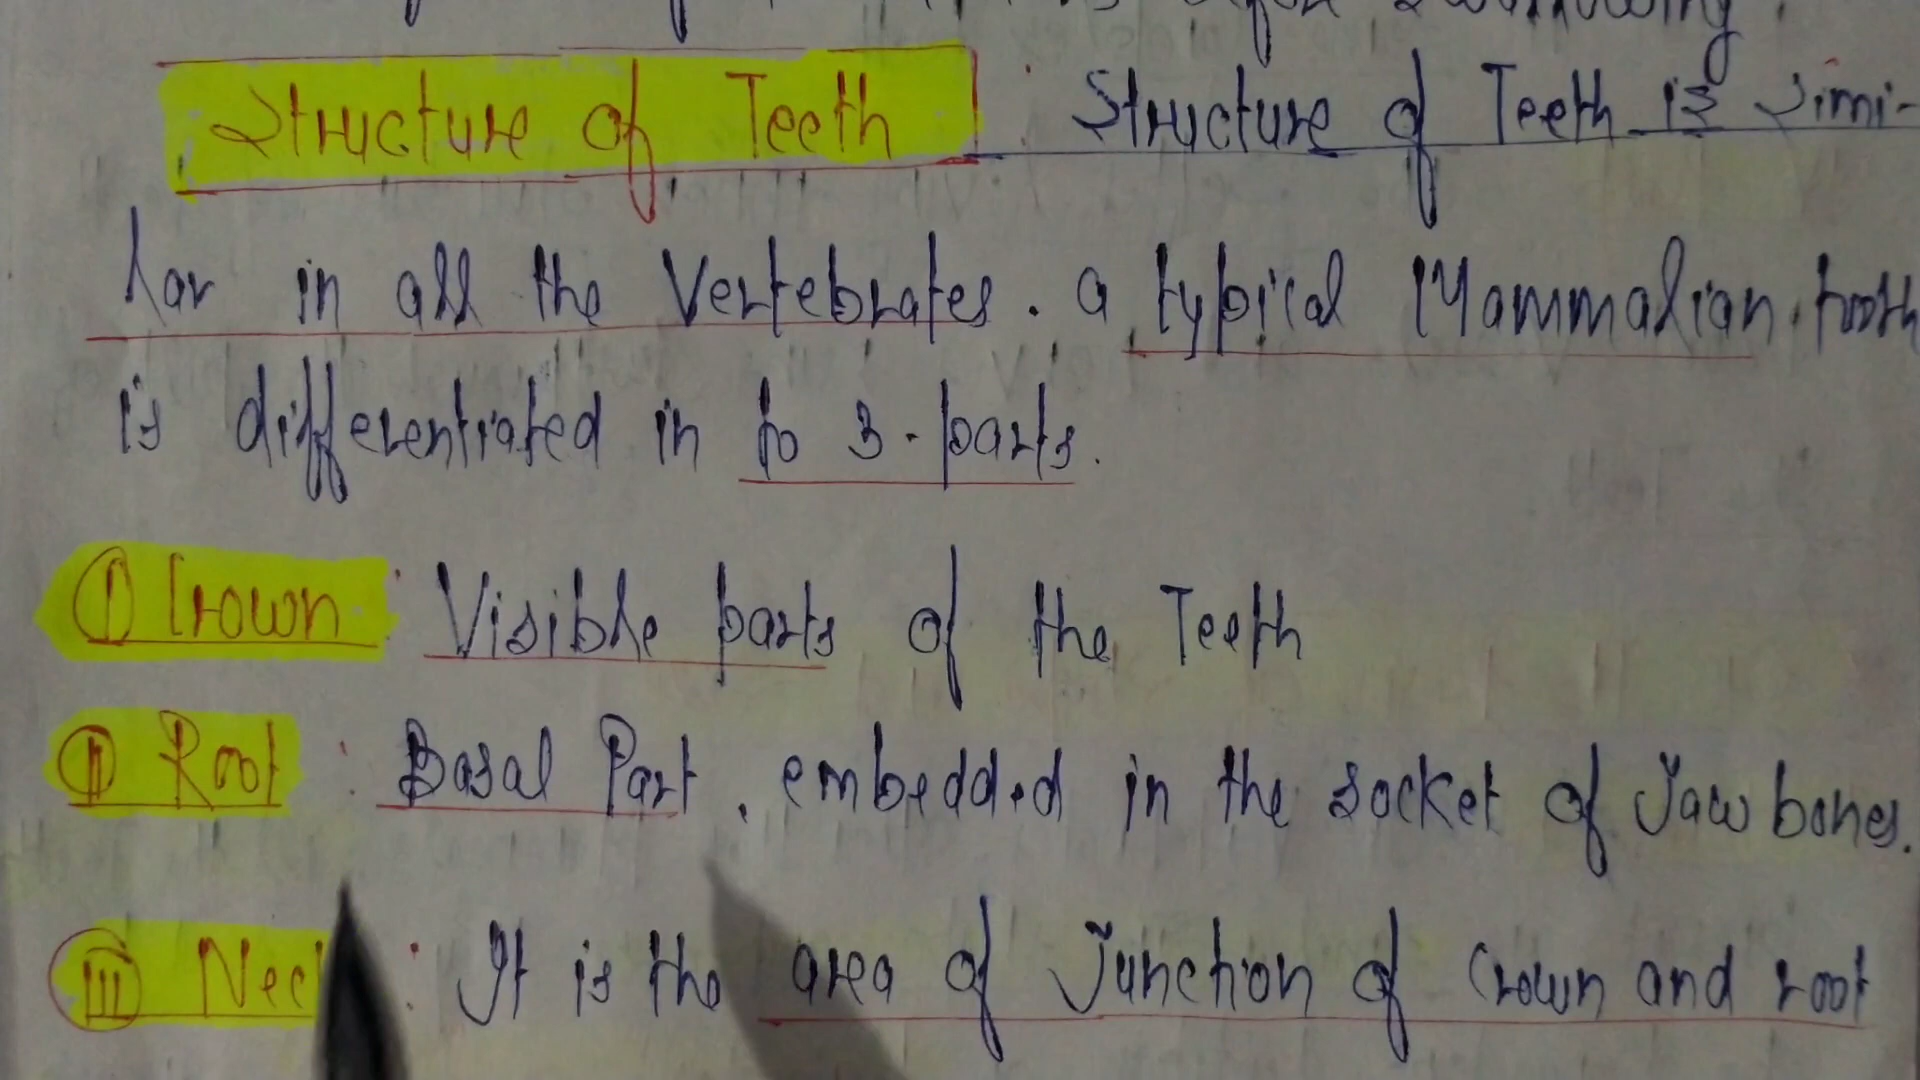 swallowing.
Structure of Teeth : Structure of Teeth is simi-
lar in all the Vertebrates. a typical Mammalian tooth
is differentiated in to 3-parts.
I Crown : Visible parts of the Teeth
II Root : Basal Part, embedded in the socket of Jaw bones.
III Neck : It is the area of Junction of Crown and root